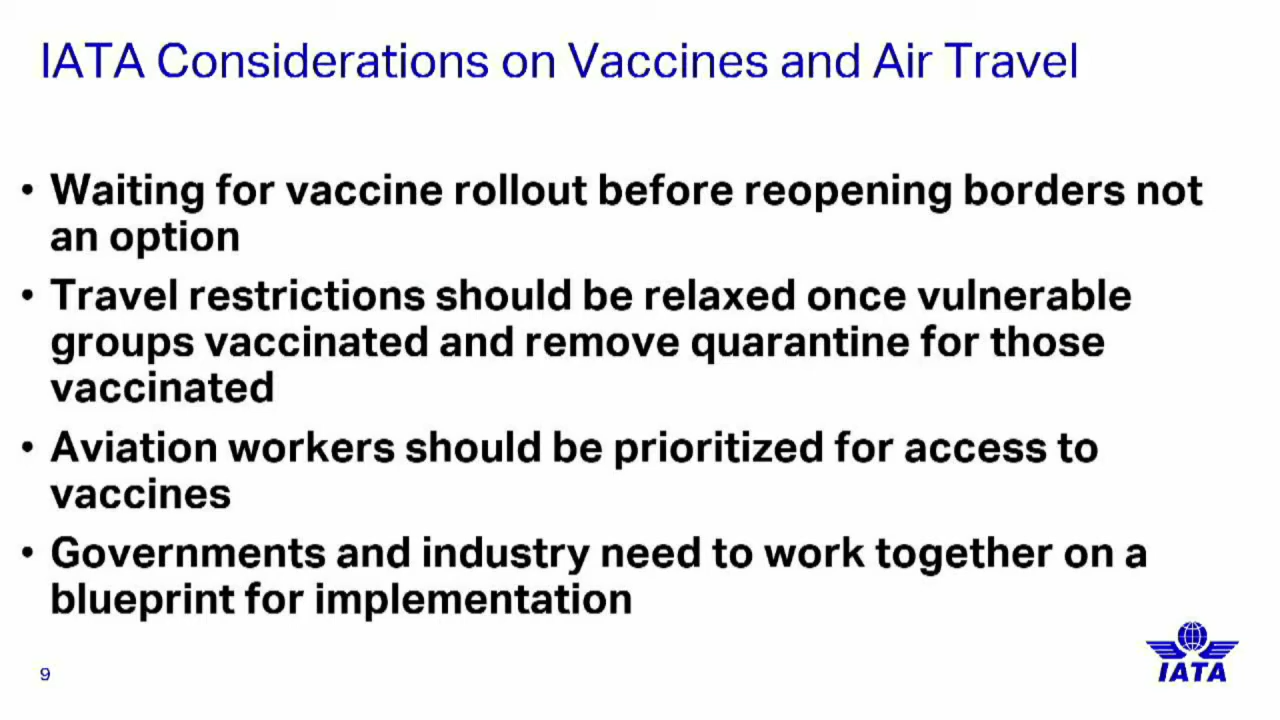 IATA Considerations on Vaccines and Air Travel
• Waiting for vaccine rollout before reopening borders not
an option
• Travel restrictions should be relaxed once vulnerable
groups vaccinated and remove quarantine for those
vaccinated
• Aviation workers should be prioritized for access to
vaccines
• Governments and industry need to work together on a
blueprint for implementation
9
IATA